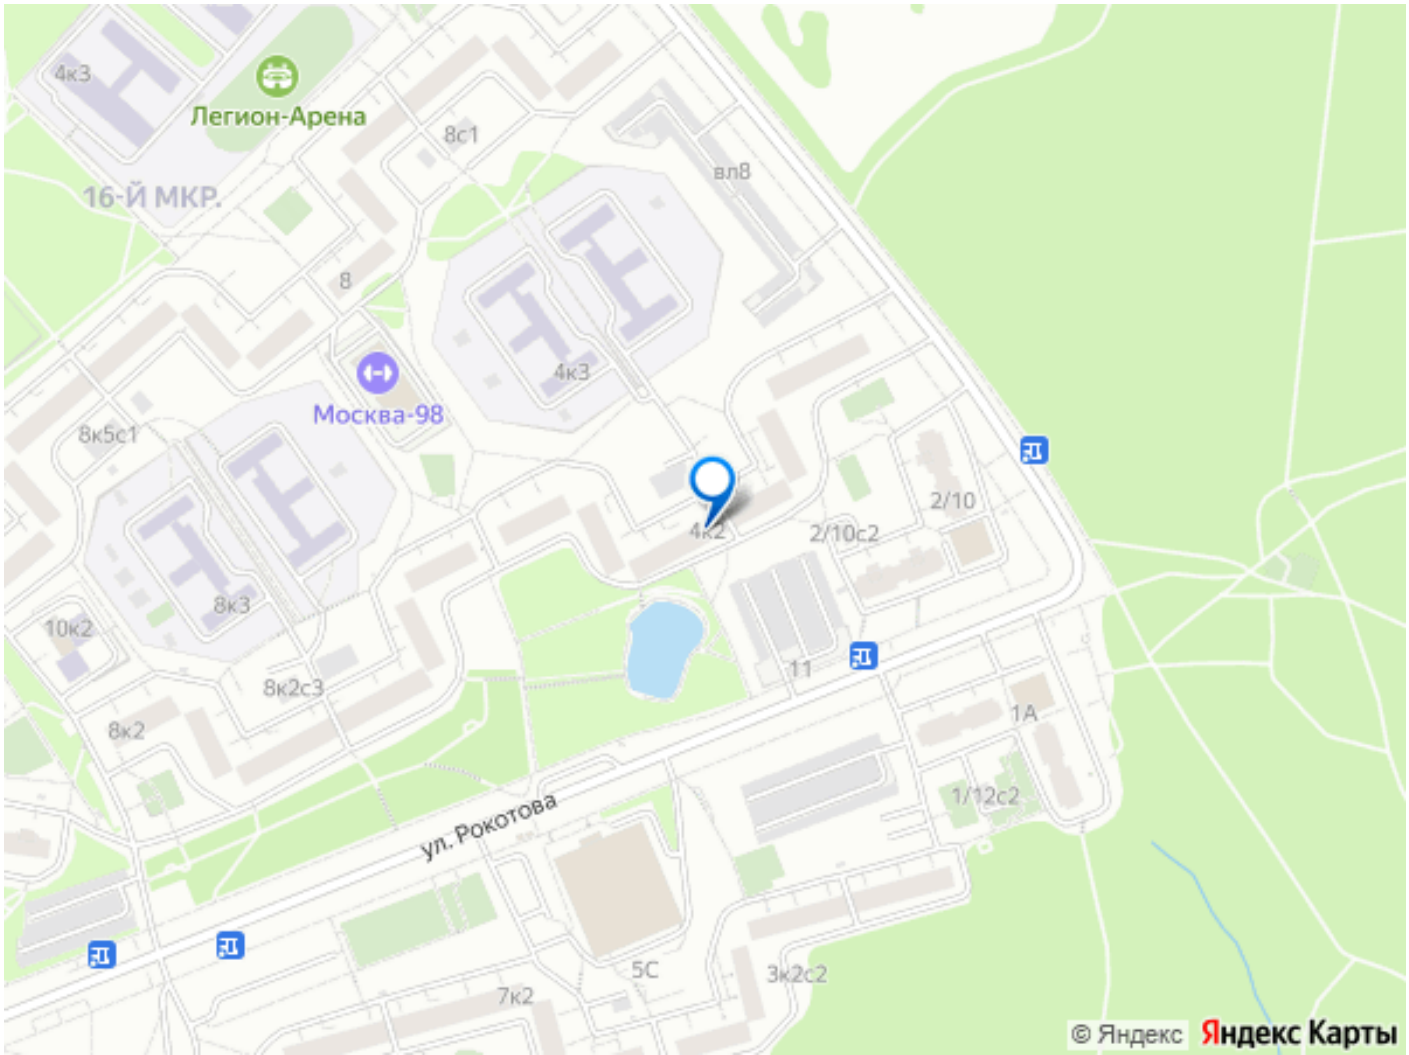 4к3
Легион-Арена
8с1
вл8
16-Й МКР.
8
4к3
Москва-98
8к5с1
2/10
4к2
2/10с2
8к3
10к2
11
8к2с3
1А
8к2
1/12с2
ул. Рокотова
5С
3к2с2
7к2
© Яндекс Яндекс Карты